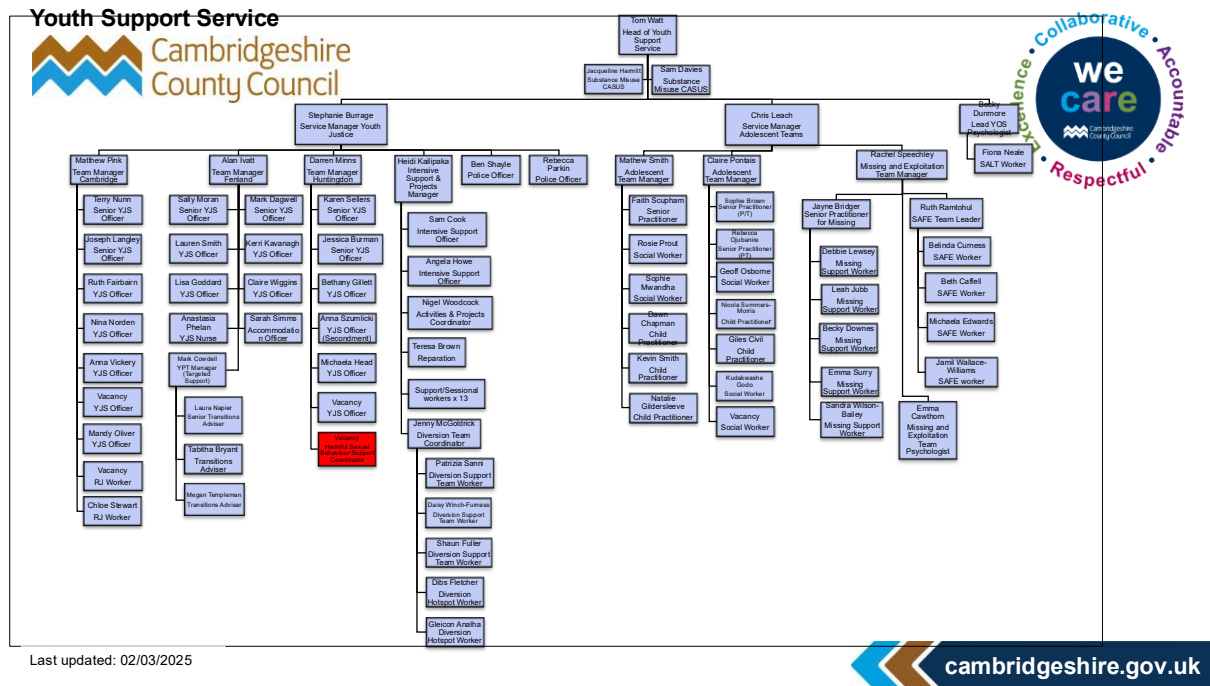 Youth Support Service
Cambridgeshire
County Council
Collaborative
Accountable
Respectful
Excellence
we
care
Cambridgeshire
County Council
Tom Watt
Head of Youth
Support
Service
Jacqueline Harmitt
Substance Misuse
CASUS
Sam Davies
Substance
Misuse CASUS
Stephanie Burrage
Service Manager Youth
Justice
Chris Leach
Service Manager
Adolescent Teams
Becky
Dunmore
Lead YOS
Psychologist
Fiona Neale
SALT Worker
Matthew Pink
Team Manager
Cambridge
Terry Nunn
Senior YJS
Officer
Joseph Langley
Senior YJS
Officer
Ruth Fairbairn
YJS Officer
Nina Norden
YJS Officer
Anna Vickery
YJS Officer
Vacancy
YJS Officer
Mandy Oliver
YJS Officer
Vacancy
RJ Worker
Chloe Stewart
RJ Worker
Alan Ivatt
Team Manager
Fenland
Sally Moran
Senior YJS
Officer
Mark Dagwell
Senior YJS
Officer
Lauren Smith
YJS Officer
Kerri Kavanagh
YJS Officer
Lisa Goddard
YJS Officer
Claire Wiggins
YJS Officer
Anastasia
Phelan
YJS Nurse
Sarah Simms
Accommodatio
n Officer
Mark Cowdell
YPT Manager
(Targeted
Support)
Laura Napier
Senior Transitions
Adviser
Tabitha Bryant
Transitions
Adviser
Megan Templeman
Transitions Adviser
Darren Minns
Team Manager
Huntingdon
Karen Sellers
Senior YJS
Officer
Jessica Burman
Senior YJS
Officer
Bethany Gillett
YJS Officer
Anna Szumlicki
YJS Officer
(Secondment)
Michaela Head
YJS Officer
Vacancy
YJS Officer
Vacancy
Harmful Sexual
Behaviour Support
Coordinator
Heidi Kallipaka
Intensive
Support &
Projects
Manager
Sam Cook
Intensive Support
Officer
Angela Howe
Intensive Support
Officer
Nigel Woodcock
Activities & Projects
Coordinator
Teresa Brown
Reparation
Support/Sessional
workers x 13
Jenny McGoldrick
Diversion Team
Coordinator
Patrizia Sanni
Diversion Support
Team Worker
Daisy Winch-Furness
Diversion Support
Team Worker
Shaun Fuller
Diversion Support
Team Worker
Dibs Fletcher
Diversion
Hotspot Worker
Gleicon Analha
Diversion
Hotspot Worker
Ben Shayle
Police Officer
Rebecca
Parkin
Police Officer
Mathew Smith
Adolescent
Team Manager
Faith Scupham
Senior
Practitioner
Rosie Prout
Social Worker
Sophie
Mwandha
Social Worker
Dawn
Chapman
Child
Practitioner
Kevin Smith
Child
Practitioner
Natalie
Gildersleeve
Child Practitioner
Claire Pontais
Adolescent
Team Manager
Sophie Brown
Senior Practitioner
(P/T)
Rebecca
Ojubanire
Senior Practitioner
(PT)
Geoff Osborne
Social Worker
Nicola Summers-
Morris
Child Practitioner
Giles Civil
Child
Practitioner
Kudakwashe
Godo
Social Worker
Vacancy
Social Worker
Rachel Speechley
Missing and Exploitation
Team Manager
Jayne Bridger
Senior Practitioner
for Missing
Debbie Lewsey
Missing
Support Worker
Leah Jubb
Missing
Support Worker
Becky Downes
Missing
Support Worker
Emma Surry
Missing
Support Worker
Sandra Wilson-
Bailey
Missing Support
Worker
Ruth Ramtohul
SAFE Team Leader
Belinda Curness
SAFE Worker
Beth Caffell
SAFE Worker
Michaela Edwards
SAFE Worker
Jamil Wallace-
Williams
SAFE worker
Emma
Cawthorn
Missing and
Exploitation
Team
Psychologist
Last updated: 02/03/2025
cambridgeshire.gov.uk